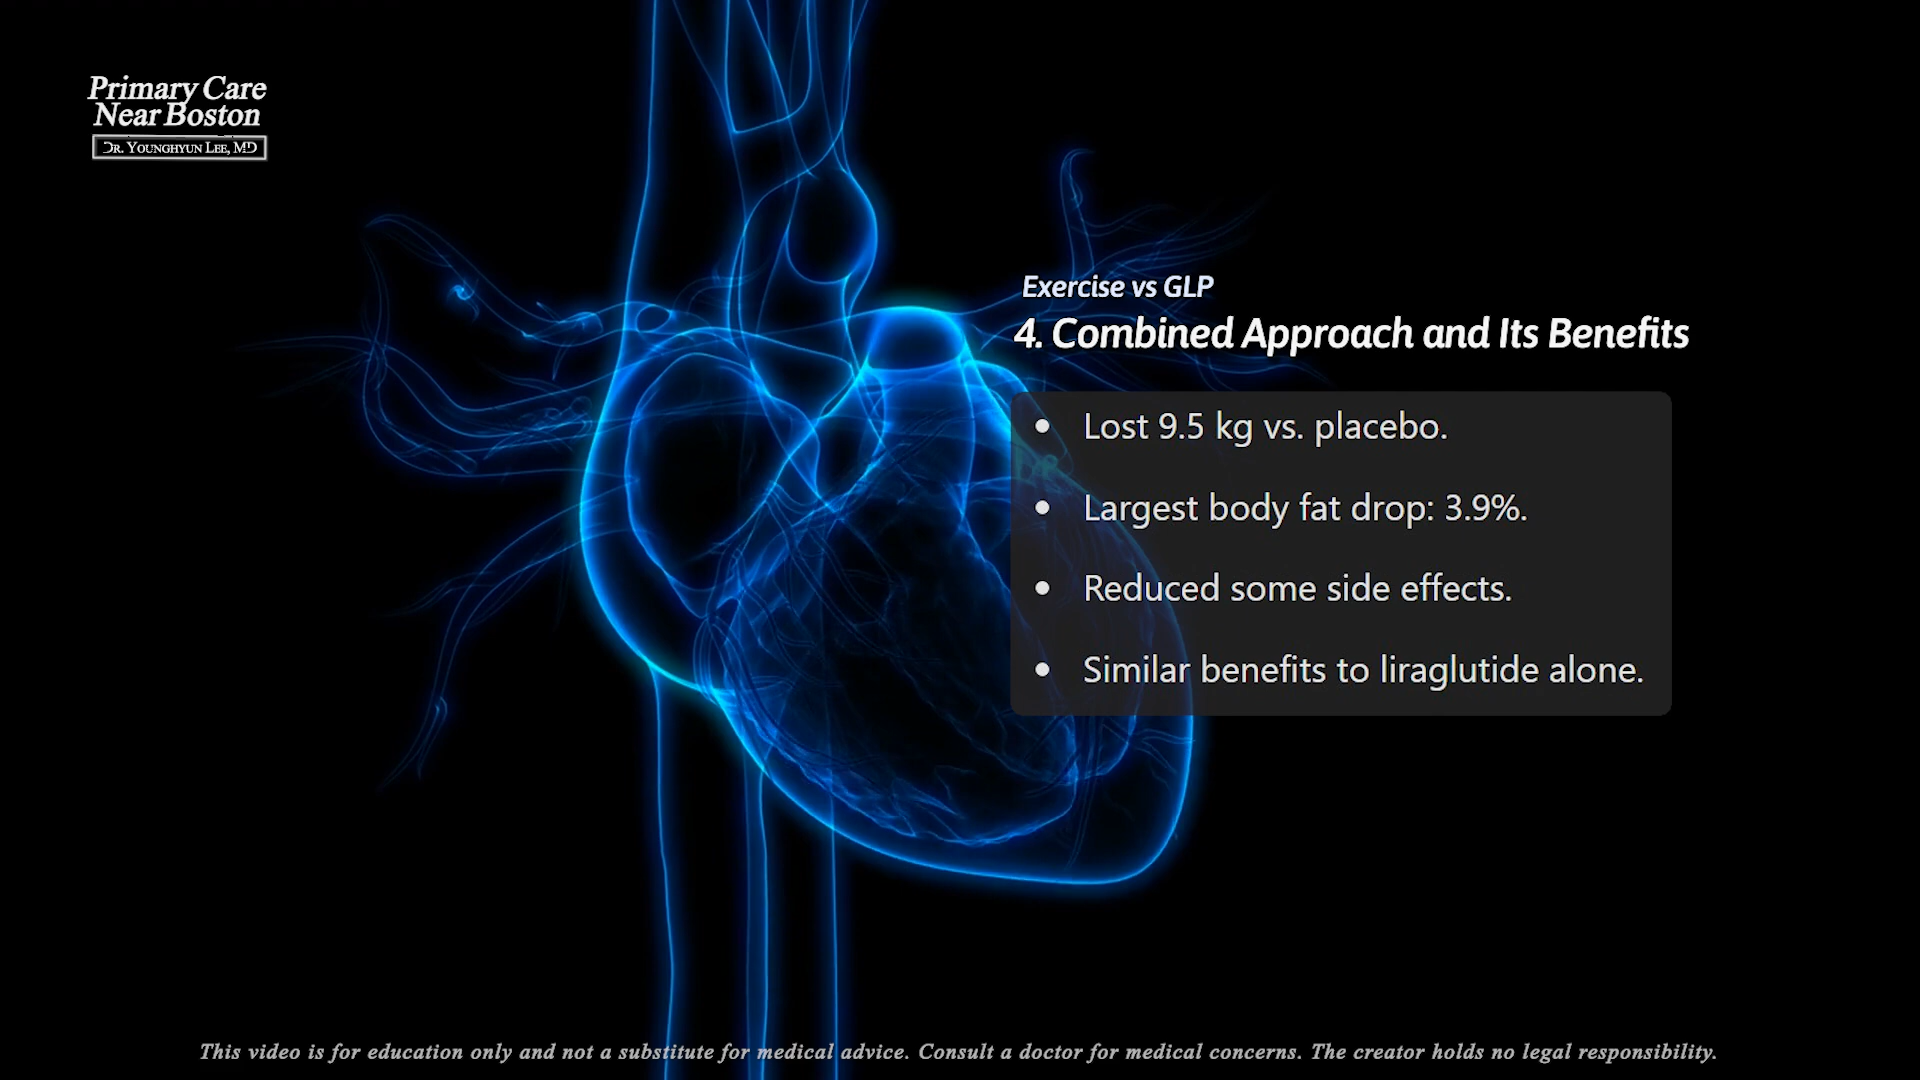 Primary Care
Near Boston
Dr. Younghyun Lee, MD
Exercise vs GLP
4. Combined Approach and Its Benefits
• Lost 9.5 kg vs. placebo.
• Largest body fat drop: 3.9%.
• Reduced some side effects.
• Similar benefits to liraglutide alone.
This video is for education only and not a substitute for medical advice. Consult a doctor for medical concerns. The creator holds no legal responsibility.